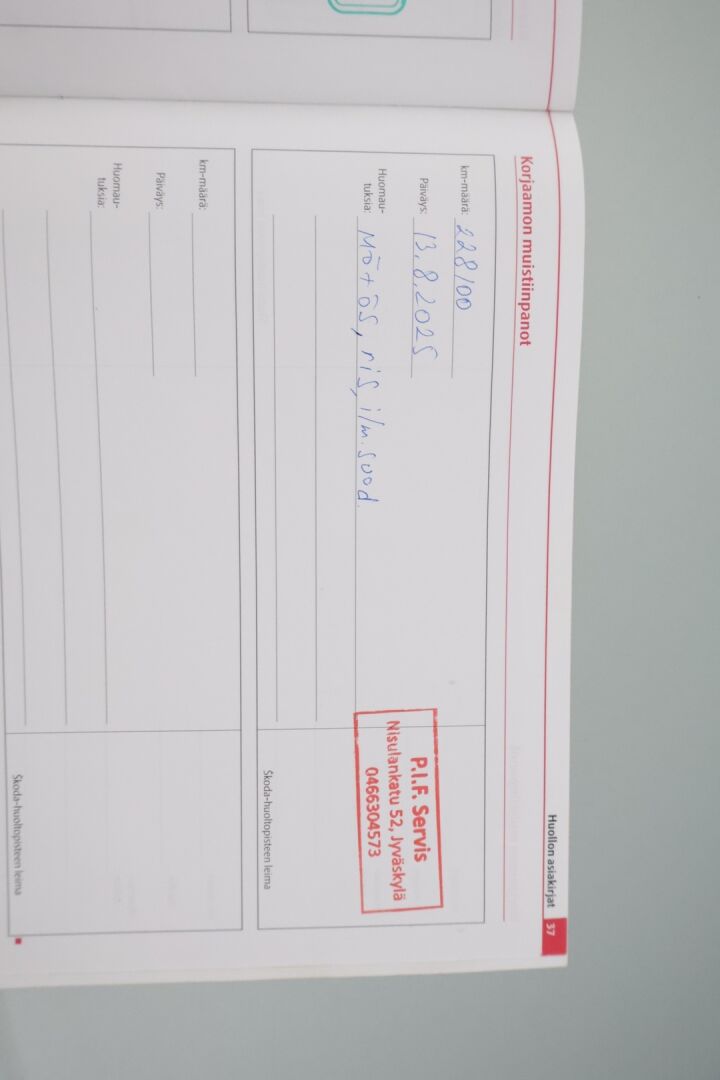 Huollon asiakirjat 37
Korjaamon muistiinpanot
km-määrä: 228100
Päiväys: 13.8.2025
Huomau-
tuksia: Mö+ös, ris, i/m. suod.
P.I.F. Servis
Nisulankatu 52, Jyväskylä
0466304573
Škoda-huoltopisteen leima
km-määrä:
Päiväys:
Huomau-
tuksia:
Škoda-huoltopisteen leima